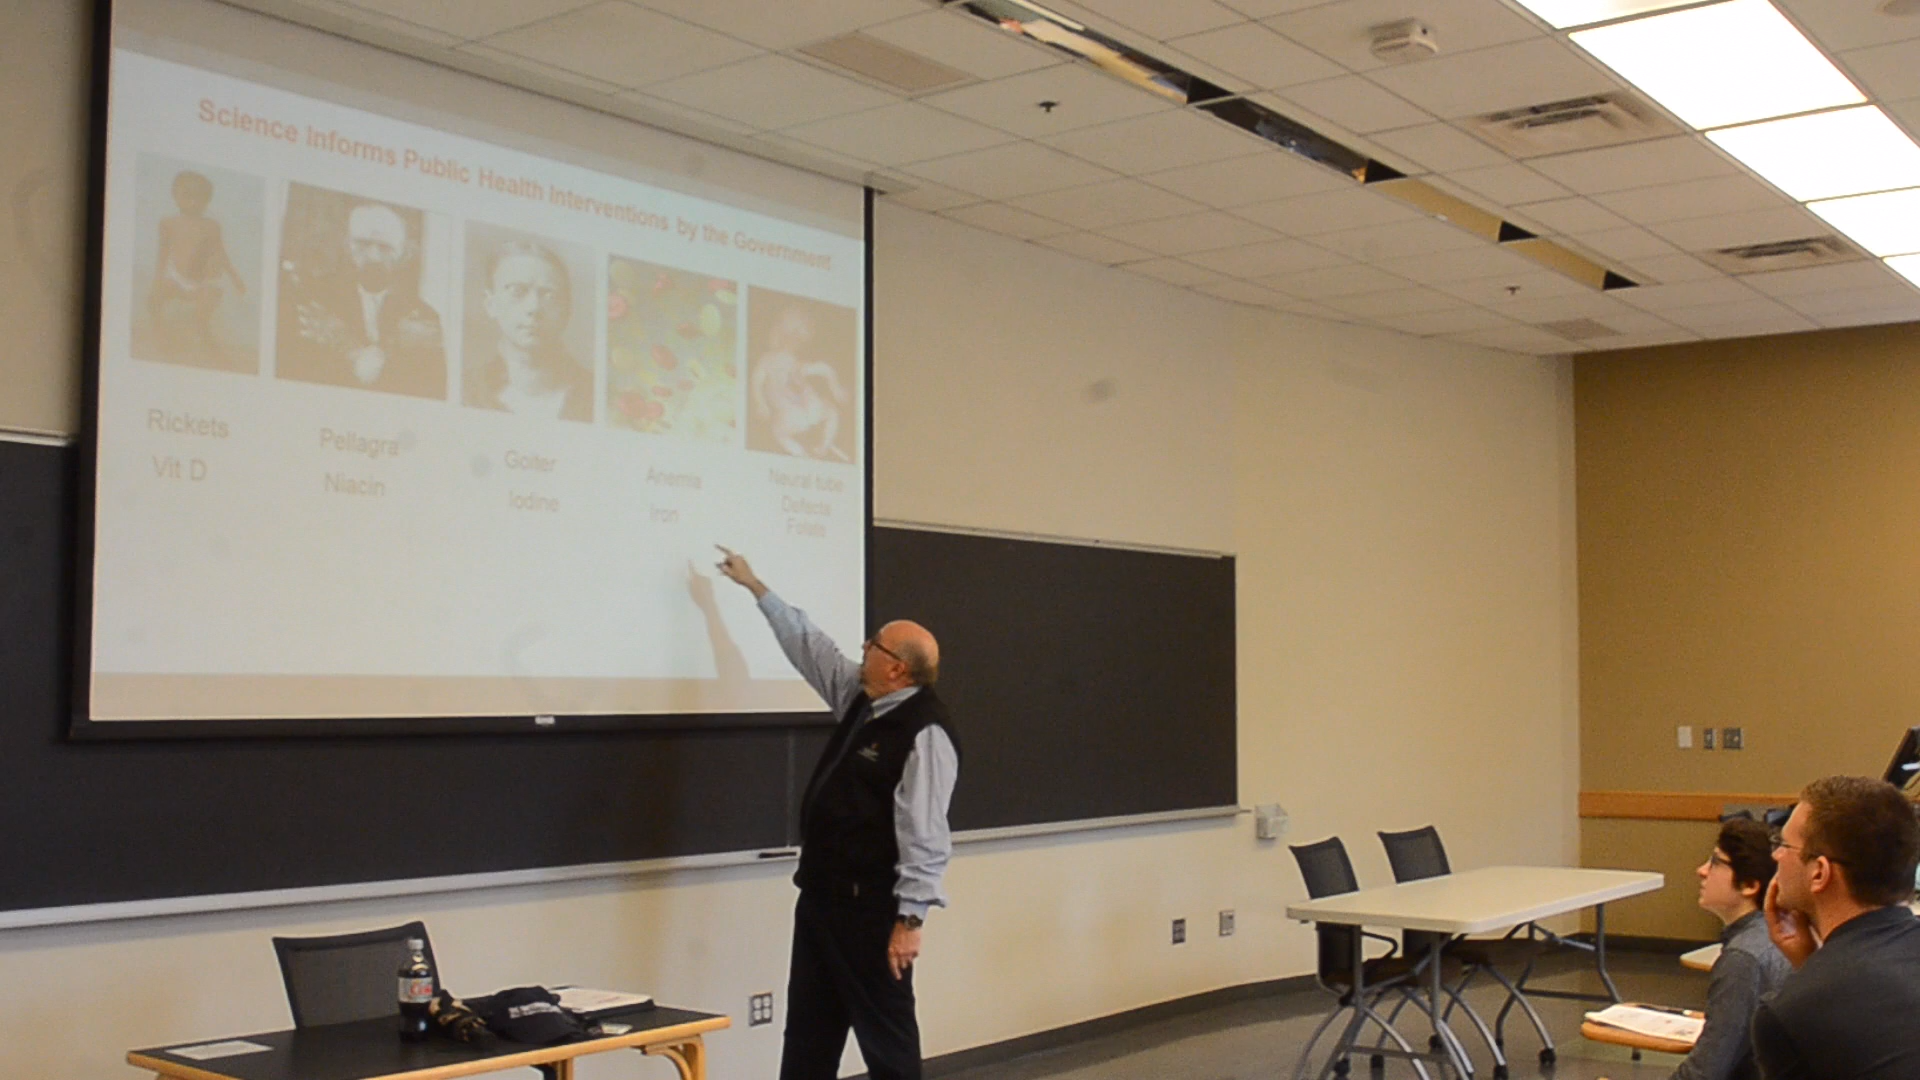 Science Informs Public Health Interventions by the Government
Rickets
Vit D
Pellagra
Niacin
Goiter
Iodine
Anemia
Iron
Neural tube
Defects
Folate